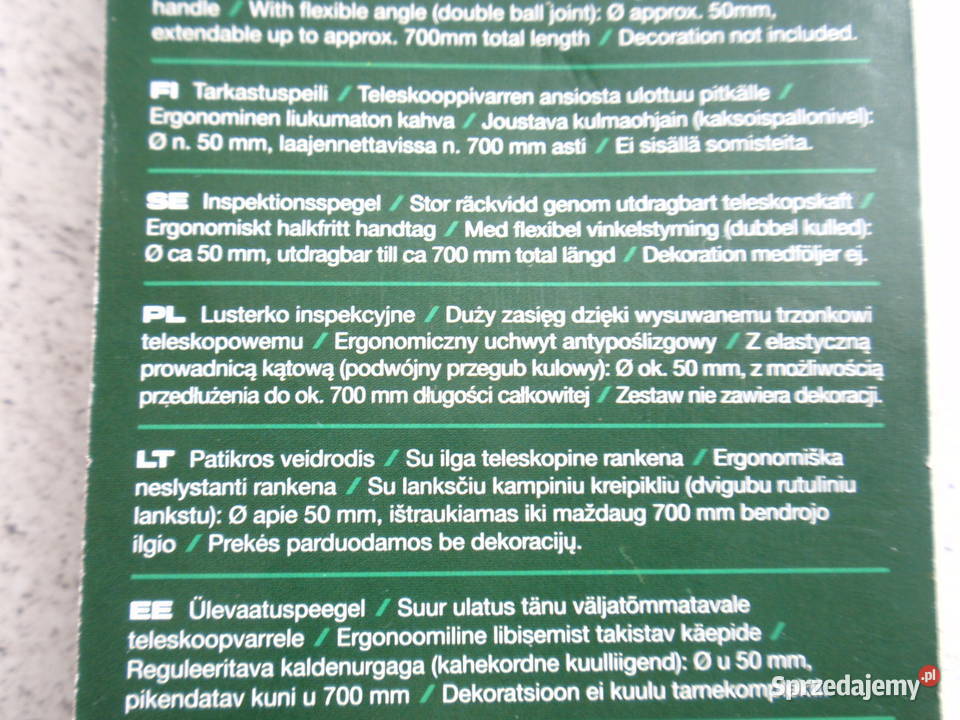 handle / With flexible angle (double ball joint): Ø approx. 50mm,
extendable up to approx. 700mm total length / Decoration not included.
FI Tarkastuspeili / Teleskooppivarren ansiosta ulottuu pitkälle /
Ergonominen liukumaton kahva / Joustava kulmaohjain (kaksoispallonivel):
Ø n. 50 mm, laajennettavissa n. 700 mm asti / Ei sisällä somisteita.
SE Inspektionsspegel / Stor räckvidd genom utdragbart teleskopskaft /
Ergonomiskt halkfritt handtag / Med flexibel vinkelstyrning (dubbel kulled):
Ø ca 50 mm, utdragbar till ca 700 mm total längd / Dekoration medföljer ej.
PL Lusterko inspekcyjne / Duży zasięg dzięki wysuwanemu trzonkowi
teleskopowemu / Ergonomiczny uchwyt antypoślizgowy / Z elastyczną
prowadnicą kątową (podwójny przegub kulowy): Ø ok. 50 mm, z możliwością
przedłużenia do ok. 700 mm długości całkowitej / Zestaw nie zawiera dekoracji.
LT Patikros veidrodis / Su ilga teleskopine rankena / Ergonomiška
neslystanti rankena / Su lanksčiu kampiniu kreipikliu (dvigubu rutuliniu
lankstu): Ø apie 50 mm, ištraukiamas iki maždaug 700 mm bendrojo
ilgio / Prekės parduodamos be dekoracijų.
EE Ülevaatuspeegel / Suur ulatus tänu väljatõmmatavale
teleskoopvarrele / Ergonoomiline libisemist takistav käepide /
Reguleeritava kaldenurgaga (kahekordne kuulliigend): Ø u 50 mm,
pikendatav kuni u 700 mm / Dekoratsioon ei kuulu
Sprzedajemy.pl